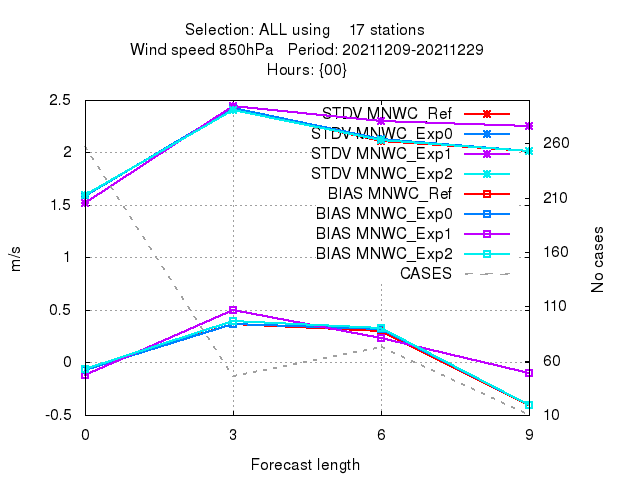 Selection: ALL using 17 stations
Wind speed 850hPa Period: 20211209-20211229
Hours: {00}
2.5
2
1.5
1
0.5
0
-0.5
m/s
STDV MNWC_Ref
STDV MNWC_Exp0
STDV MNWC_Exp1
STDV MNWC_Exp2
BIAS MNWC_Ref
BIAS MNWC_Exp0
BIAS MNWC_Exp1
BIAS MNWC_Exp2
CASES
260
210
160
110
60
10
No cases
0 3 6 9
Forecast length